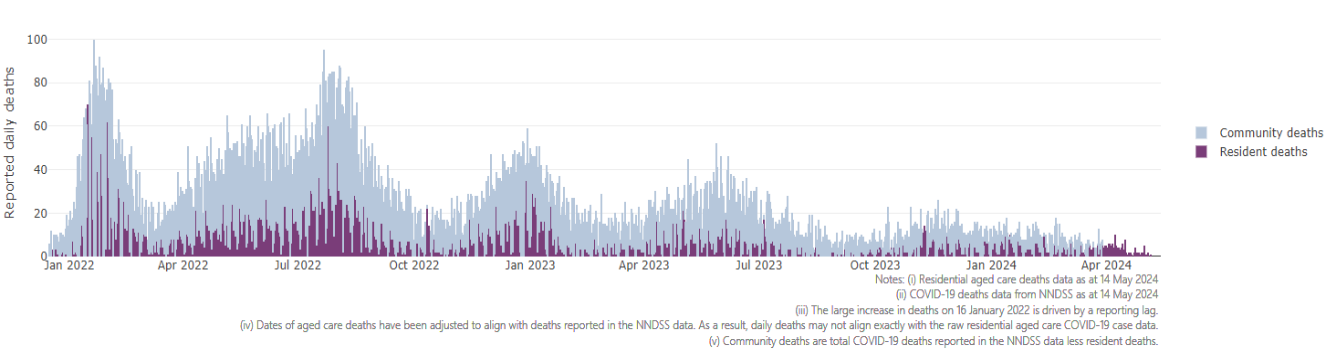 Reported daily deaths
100
80
60
40
20
0
Jan 2022 Apr 2022 Jul 2022 Oct 2022 Jan 2023 Apr 2023 Jul 2023 Oct 2023 Jan 2024 Apr 2024
Community deaths
Resident deaths
Notes: (i) Residential aged care deaths data as at 14 May 2024
(ii) COVID-19 deaths data from NNDSS as at 14 May 2024
(iii) The large increase in deaths on 16 January 2022 is driven by a reporting lag.
(iv) Dates of aged care deaths have been adjusted to align with deaths reported in the NNDSS data. As a result, daily deaths may not align exactly with the raw residential aged care COVID-19 case data.
(v) Community deaths are total COVID-19 deaths reported in the NNDSS data less resident deaths.